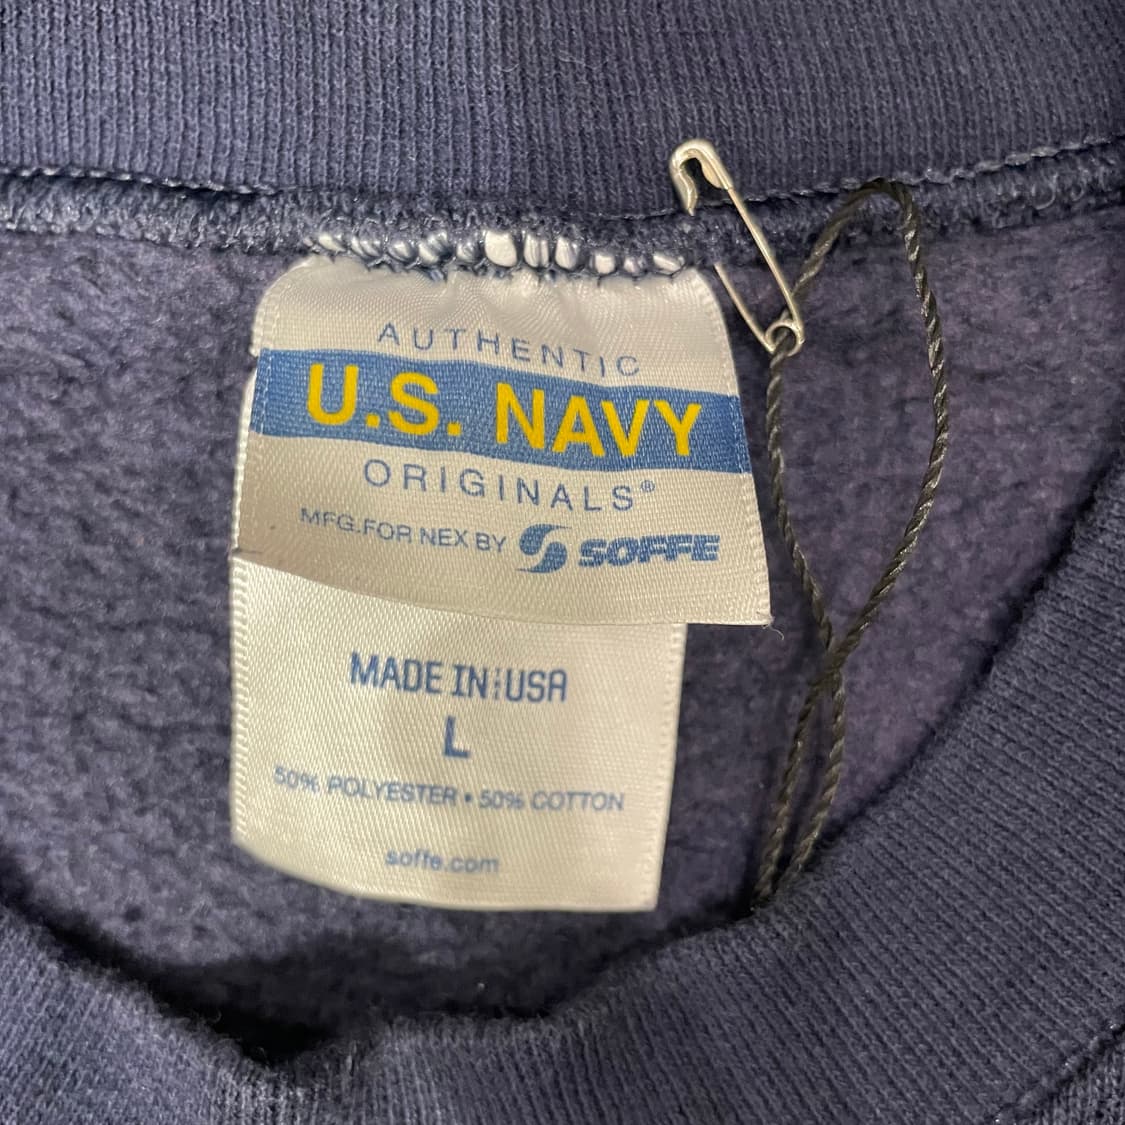 AUTHENTIC
U.S. NAVY
ORIGINALS®
MFG.FOR NEX BY SOFFE
MADE IN USA
L
50% POLYESTER • 50% COTTON
soffe.com